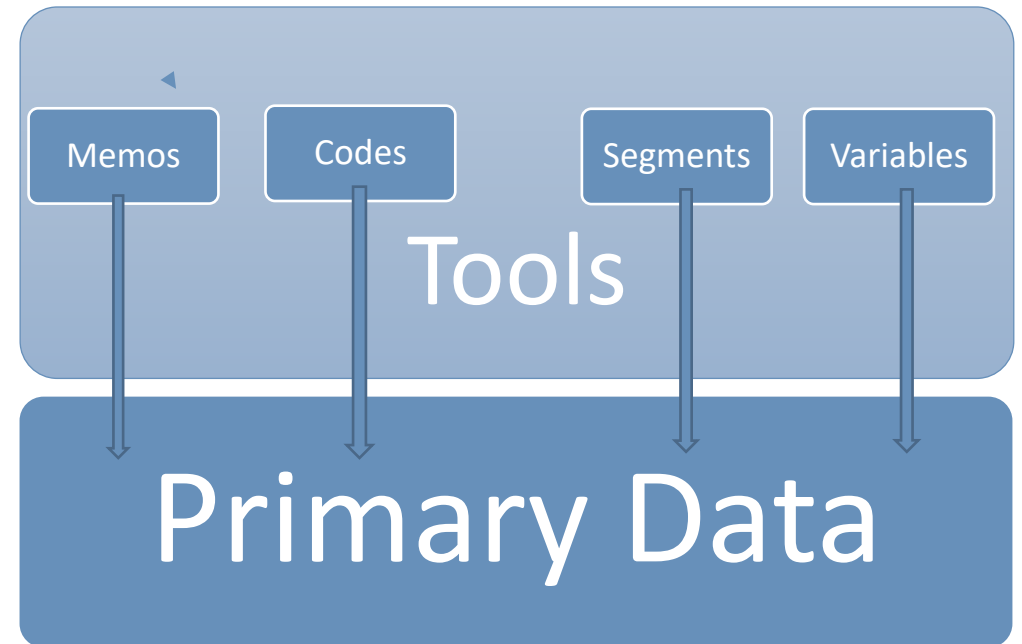 Memos
Codes
Segments
Variables
Tools
Primary Data